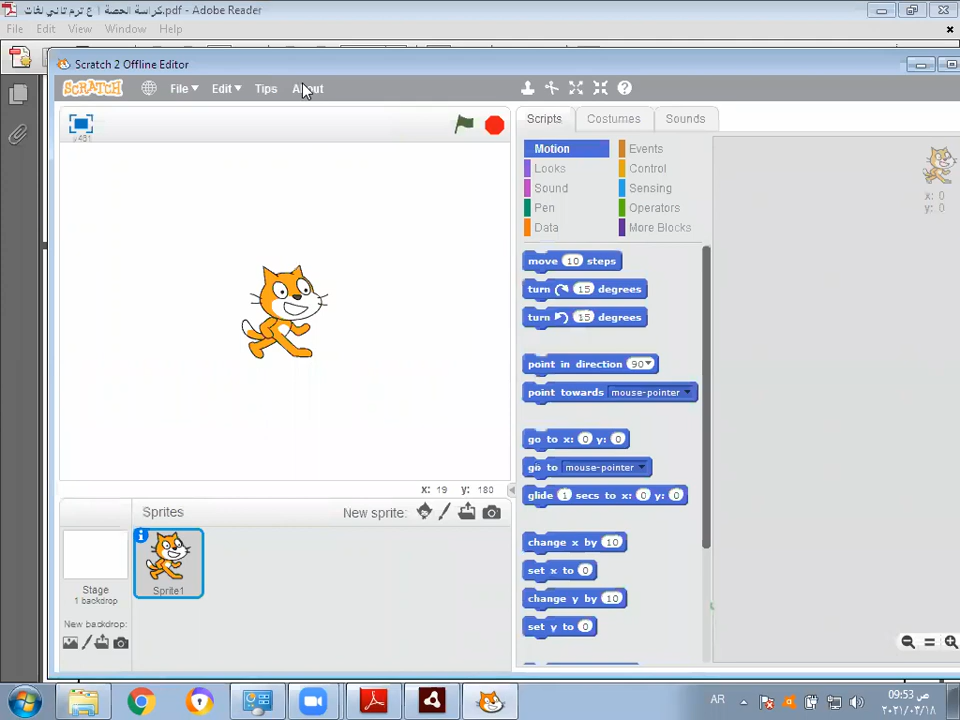 كراسة الحصة ١ ع ترم تاني لغات.pdf - Adobe Reader
File Edit View Window Help
Scratch 2 Offline Editor
SCRATCH File Edit Tips About
v461
Scripts Costumes Sounds
Motion Events
Looks Control
Sound Sensing
Pen Operators
Data More Blocks
x: 0
y: 0
move 10 steps
turn 15 degrees
turn 15 degrees
point in direction 90
point towards mouse-pointer
go to x: 0 y: 0
go to mouse-pointer
glide 1 secs to x: 0 y: 0
change x by 10
set x to 0
change y by 10
set y to 0
x: 19 y: 180
Sprites New sprite:
Sprite1
Stage
1 backdrop
New backdrop:
AR
09:53 ص
٢٠٢١/٠٣/١٨